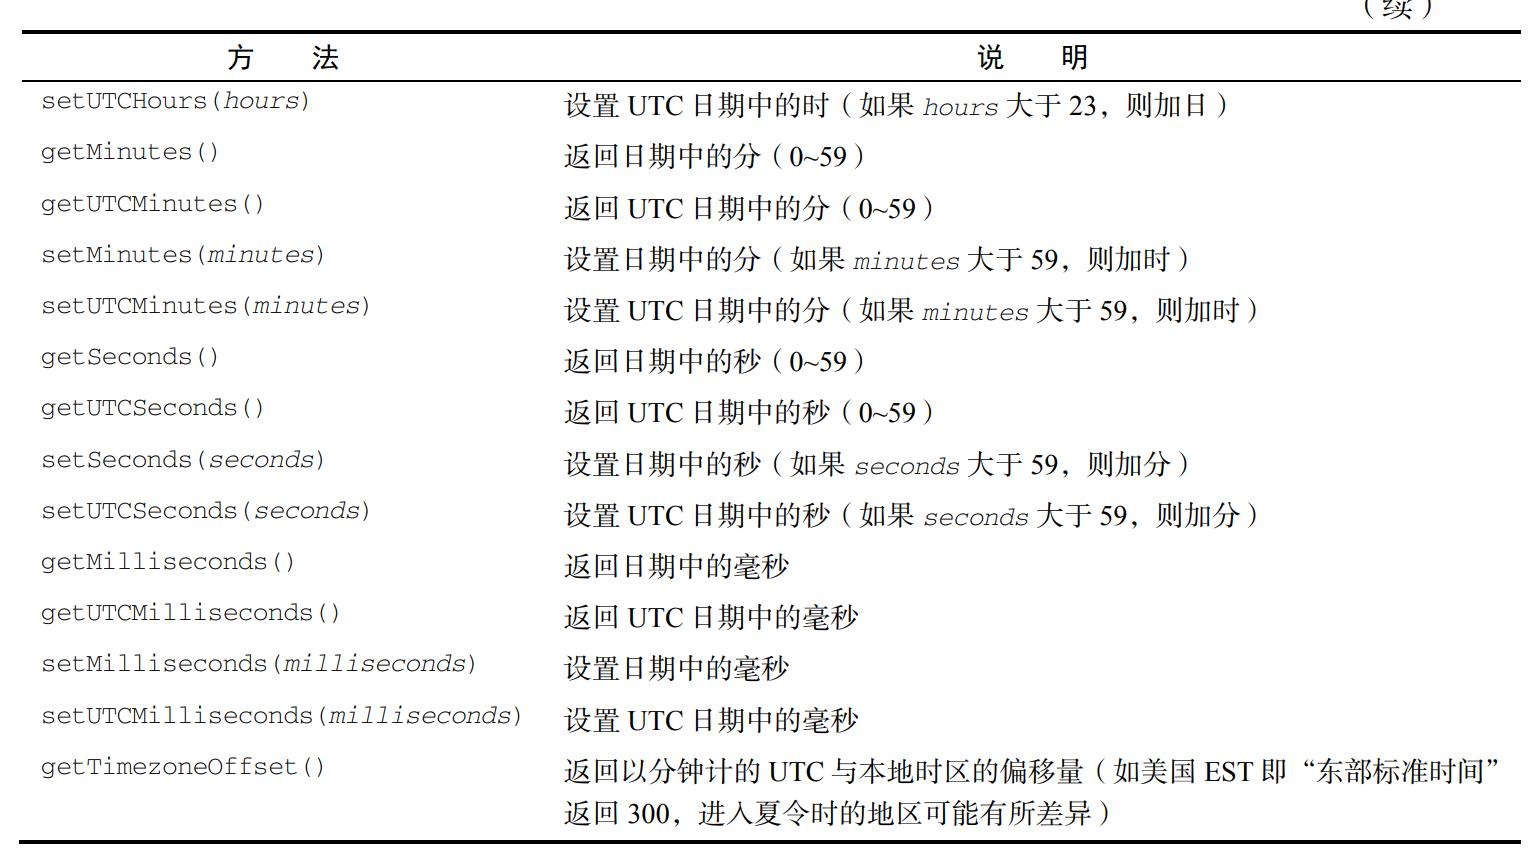 （续）
方 法 说 明
setUTCHours(hours) 设置 UTC 日期中的时（如果 hours 大于 23，则加日）
getMinutes() 返回日期中的分（0~59）
getUTCMinutes() 返回 UTC 日期中的分（0~59）
setMinutes(minutes) 设置日期中的分（如果 minutes 大于 59，则加时）
setUTCMinutes(minutes) 设置 UTC 日期中的分（如果 minutes 大于 59，则加时）
getSeconds() 返回日期中的秒（0~59）
getUTCSeconds() 返回 UTC 日期中的秒（0~59）
setSeconds(seconds) 设置日期中的秒（如果 seconds 大于 59，则加分）
setUTCSeconds(seconds) 设置 UTC 日期中的秒（如果 seconds 大于 59，则加分）
getMilliseconds() 返回日期中的毫秒
getUTCMilliseconds() 返回 UTC 日期中的毫秒
setMilliseconds(milliseconds) 设置日期中的毫秒
setUTCMilliseconds(milliseconds) 设置 UTC 日期中的毫秒
getTimezoneOffset() 返回以分钟计的 UTC 与本地时区的偏移量（如美国 EST 即“东部标准时间”
返回 300，进入夏令时的地区可能有所差异）